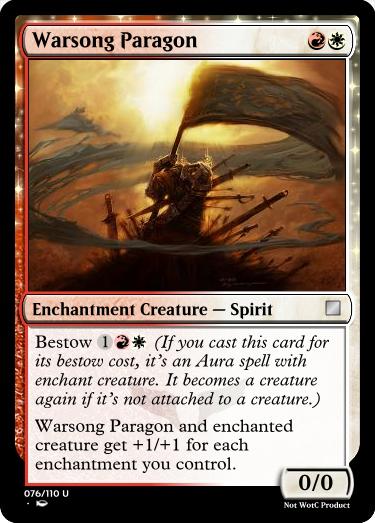 Warsong Paragon
Enchantment Creature — Spirit
Bestow 1 (If you cast this card for
its bestow cost, it's an Aura spell with
enchant creature. It becomes a creature
again if it's not attached to a creature.)
Warsong Paragon and enchanted
creature get +1/+1 for each
enchantment you control.
0/0
076/110 U
Not WotC Product